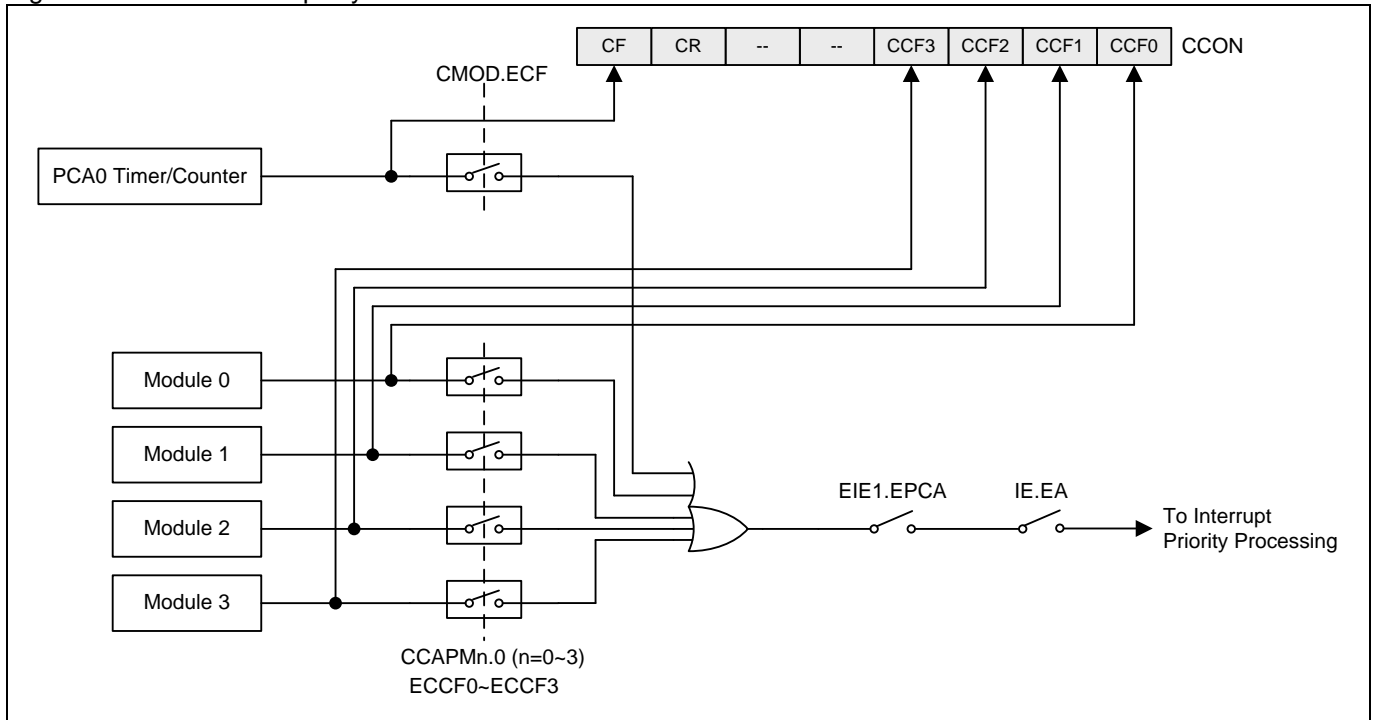 CF CR -- -- CCF3 CCF2 CCF1 CCF0 CCON
CMOD.ECF
PCA0 Timer/Counter
Module 0
Module 1
Module 2
Module 3
EIE1.EPCA IE.EA
To Interrupt
Priority Processing
CCAPMn.0 (n=0~3)
ECCF0~ECCF3